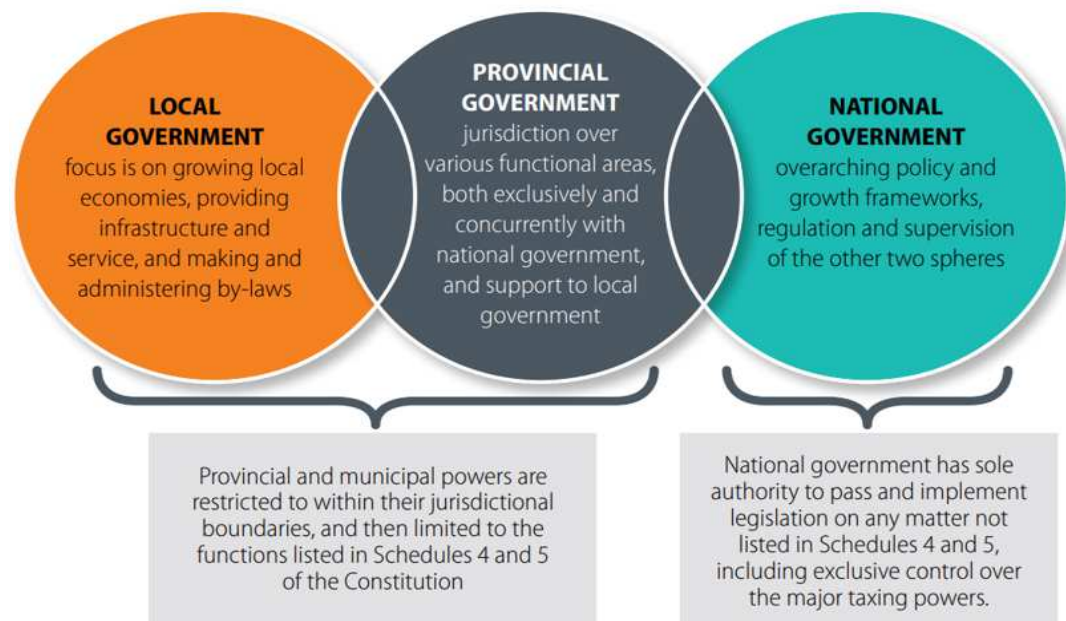 LOCAL
GOVERNMENT
focus is on growing local
economies, providing
infrastructure and
service, and making and
administering by-laws
PROVINCIAL
GOVERNMENT
jurisdiction over
various functional areas,
both exclusively and
concurrently with
national government,
and support to local
government
NATIONAL
GOVERNMENT
overarching policy and
growth frameworks,
regulation and supervision
of the other two spheres
Provincial and municipal powers are
restricted to within their jurisdictional
boundaries, and then limited to the
functions listed in Schedules 4 and 5
of the Constitution
National government has sole
authority to pass and implement
legislation on any matter not
listed in Schedules 4 and 5,
including exclusive control over
the major taxing powers.